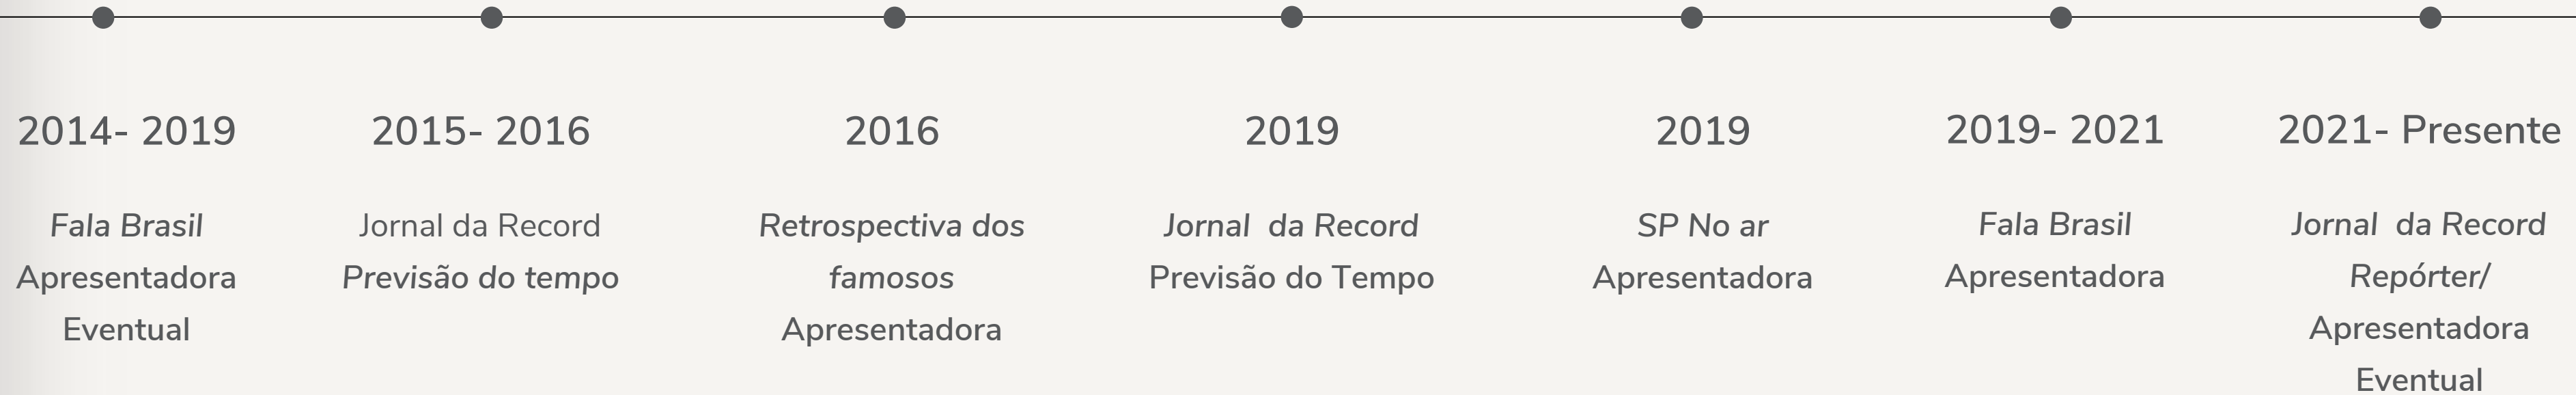 2014- 2019
Fala Brasil
Apresentadora
Eventual
2015- 2016
Jornal da Record
Previsão do tempo
2016
Retrospectiva dos
famosos
Apresentadora
2019
Jornal  da Record
Previsão do Tempo
2019
SP No ar
Apresentadora
2019- 2021
Fala Brasil
Apresentadora
2021- Presente
Jornal  da Record
Repórter/
Apresentadora
Eventual